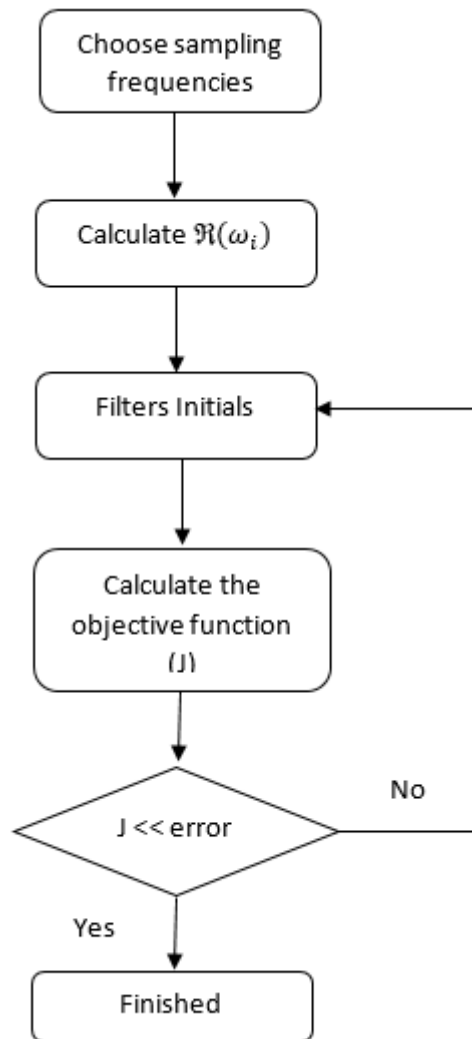 Choose sampling
frequencies
Calculate ℜ(ω𝑖)
Filters Initials
Calculate the
objective function
(J)
J << error
No
Yes
Finished